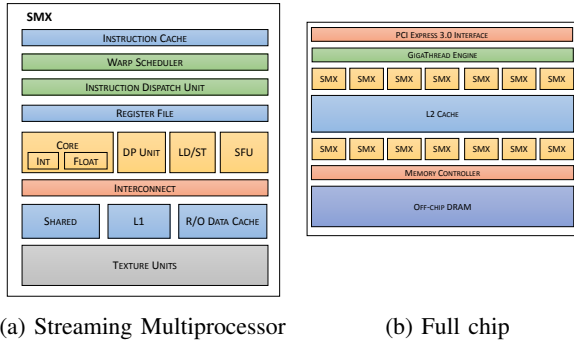 SMX
INSTRUCTION CACHE
WARP SCHEDULER
INSTRUCTION DISPATCH UNIT
REGISTER FILE
CORE
INT FLOAT
DP UNIT
LD/ST
SFU
INTERCONNECT
SHARED
L1
R/O DATA CACHE
TEXTURE UNITS
(a) Streaming Multiprocessor
PCI EXPRESS 3.0 INTERFACE
GIGATHREAD ENGINE
SMX SMX SMX SMX SMX SMX SMX
L2 CACHE
SMX SMX SMX SMX SMX SMX SMX
MEMORY CONTROLLER
OFF-CHIP DRAM
(b) Full chip